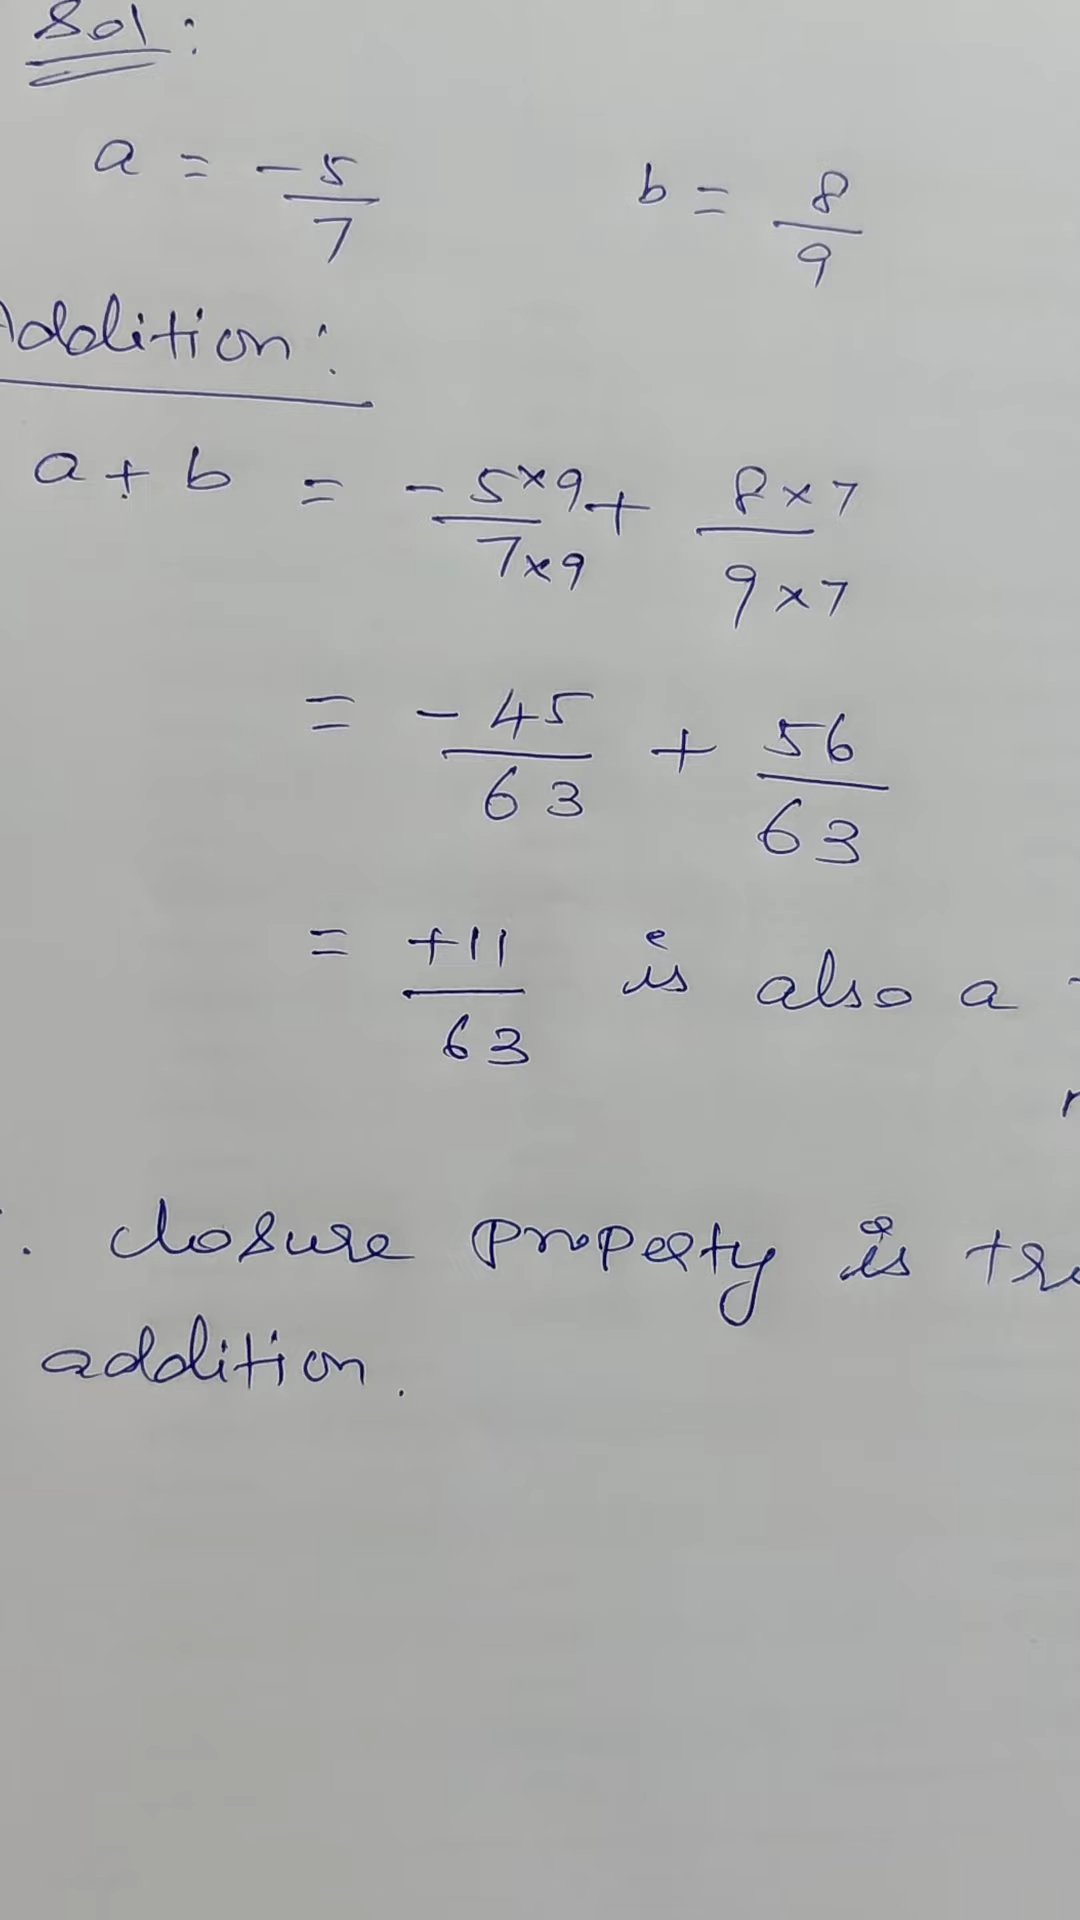 Sol:
a = -5/7 b = 8/9
Addition:
a + b = -5×9/7×9 + 8×7/9×7
= -45/63 + 56/63
= +11/63 is also a
closure property is
addition.